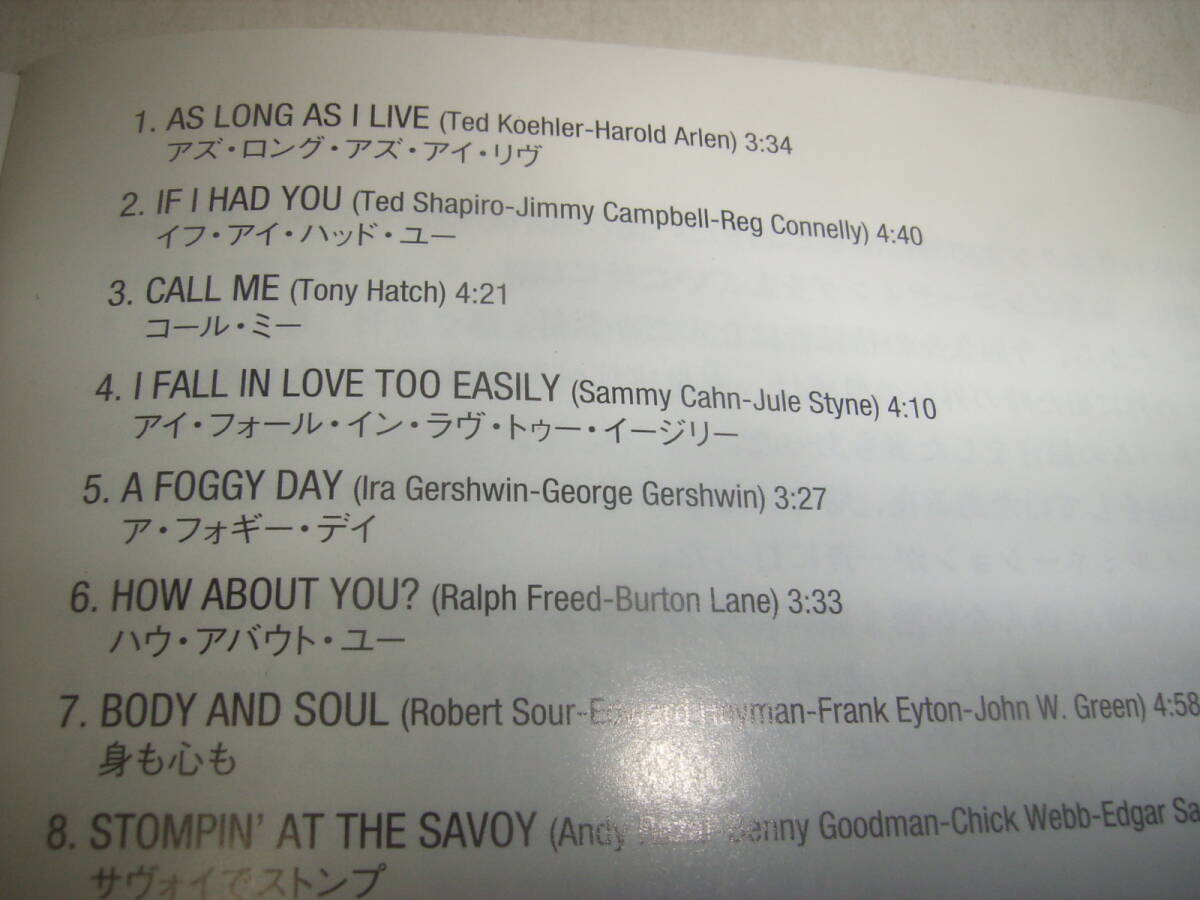 1. AS LONG AS I LIVE (Ted Koehler-Harold Arlen) 3:34
アズ・ロング・アズ・アイ・リヴ
2. IF I HAD YOU (Ted Shapiro-Jimmy Campbell-Reg Connelly) 4:40
イフ・アイ・ハッド・ユー
3. CALL ME (Tony Hatch) 4:21
コール・ミー
4. I FALL IN LOVE TOO EASILY (Sammy Cahn-Jule Styne) 4:10
アイ・フォール・イン・ラヴ・トゥー・イージリー
5. A FOGGY DAY (Ira Gershwin-George Gershwin) 3:27
ア・フォギー・デイ
6. HOW ABOUT YOU? (Ralph Freed-Burton Lane) 3:33
ハウ・アバウト・ユー
7. BODY AND SOUL (Robert Sour-Edward Heyman-Frank Eyton-John W. Green) 4:58
身も心も
8. STOMPIN' AT THE SAVOY (Andy Benny Goodman-Chick Webb-Edgar Sa
サヴォイでストンプ